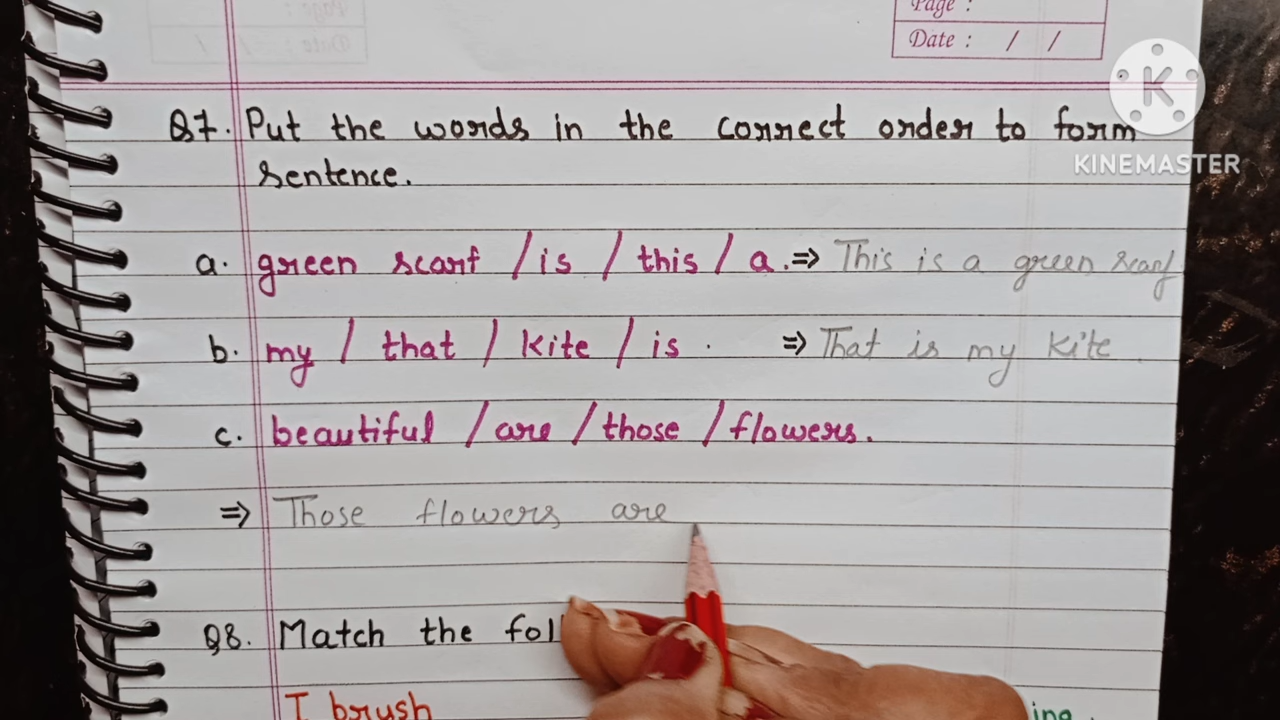 Page :
Date : / /
KINEMASTER
Q7. Put the words in the correct order to form
sentence.
a. green scarf / is / this / a. ⇒ This is a green scarf
b. my / that / kite / is . ⇒ That is my kite .
c. beautiful / are / those / flowers.
⇒ Those flowers are
Q8. Match the fol
I brush
ing.